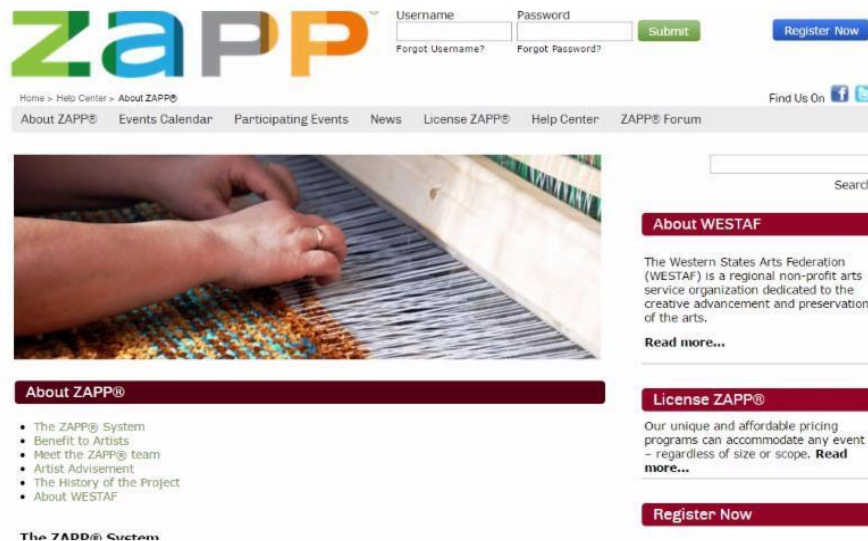 zapp®
Username Password
Submit
Register Now
Forgot Username? Forgot Password?
Home > Help Center > About ZAPP®
Find Us On
About ZAPP® Events Calendar Participating Events News License ZAPP® Help Center ZAPP® Forum
About ZAPP®
• The ZAPP® System
• Benefit to Artists
• Meet the ZAPP® team
• Artist Advisement
• The History of the Project
• About WESTAF
The ZAPP® System
About WESTAF
The Western States Arts Federation
(WESTAF) is a regional non-profit arts
service organization dedicated to the
creative advancement and preservation
of the arts.
Read more...
License ZAPP®
Our unique and affordable pricing
programs can accommodate any event
– regardless of size or scope. Read
more...
Register Now